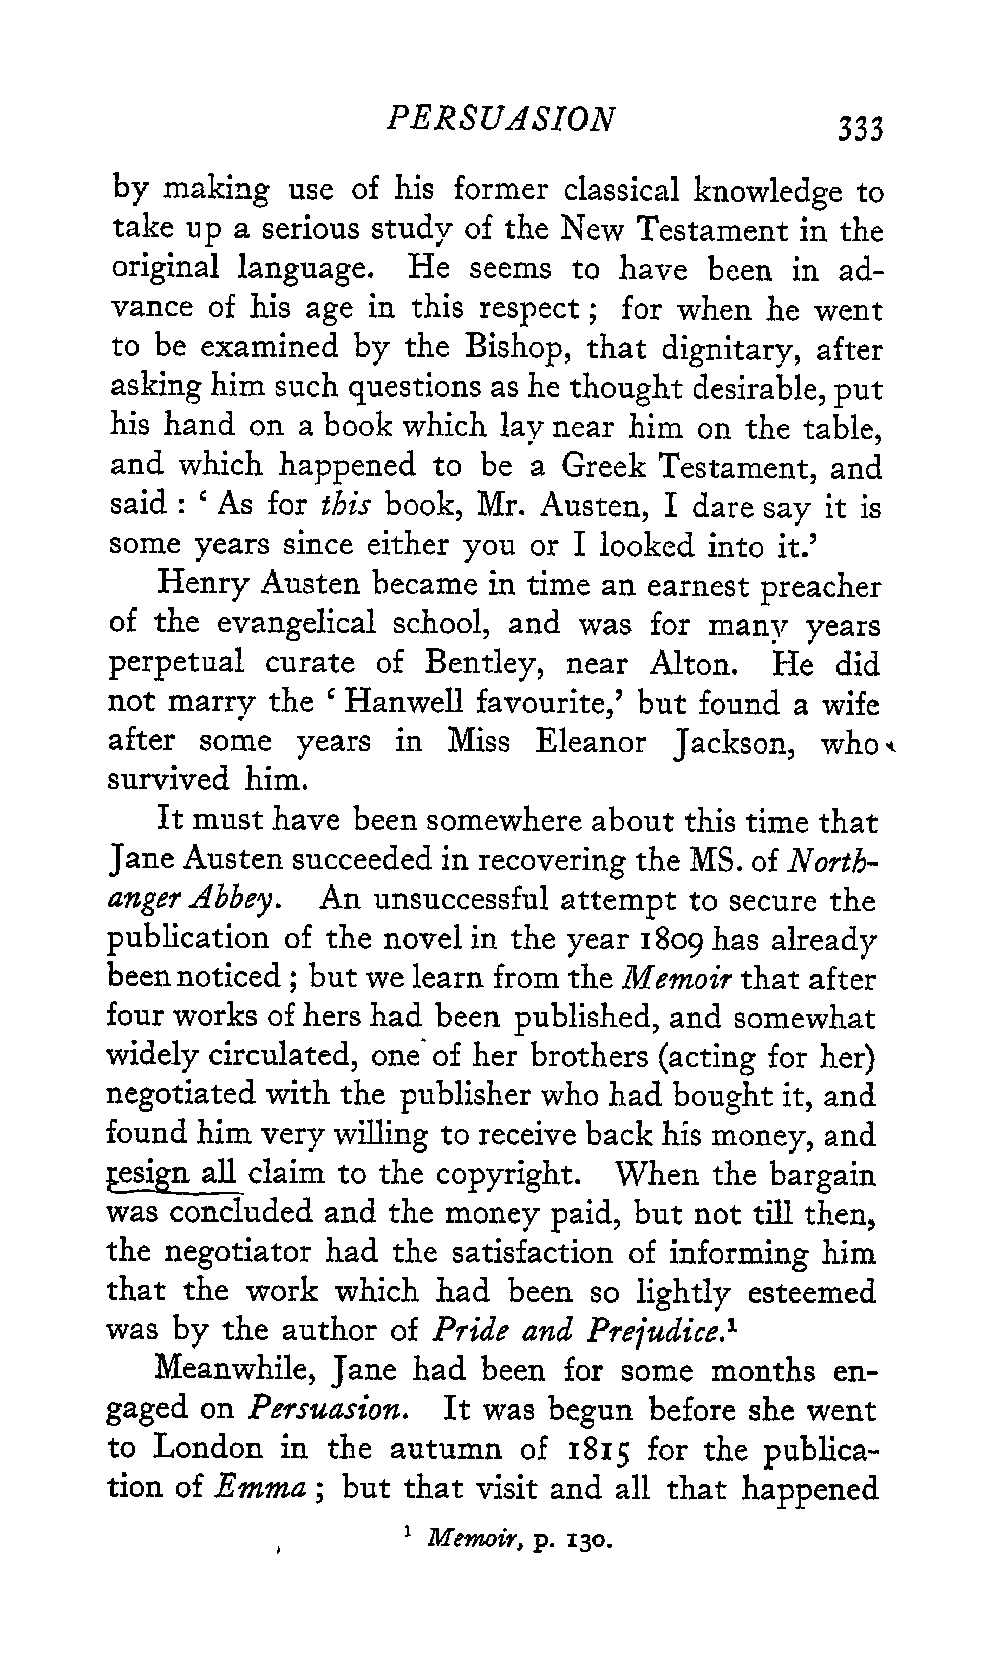 PERSUASION 333
by making use of his former classical knowledge to
take up a serious study of the New Testament in the
original language. He seems to have been in ad-
vance of his age in this respect ; for when he went
to be examined by the Bishop, that dignitary, after
asking him such questions as he thought desirable, put
his hand on a book which lay near him on the table,
and which happened to be a Greek Testament, and
said : ‘ As for this book, Mr. Austen, I dare say it is
some years since either you or I looked into it.’
Henry Austen became in time an earnest preacher
of the evangelical school, and was for many years
perpetual curate of Bentley, near Alton. He did
not marry the ‘ Hanwell favourite,’ but found a wife
after some years in Miss Eleanor Jackson, who
survived him.
It must have been somewhere about this time that
Jane Austen succeeded in recovering the MS. of North-
anger Abbey. An unsuccessful attempt to secure the
publication of the novel in the year 1809 has already
been noticed ; but we learn from the Memoir that after
four works of hers had been published, and somewhat
widely circulated, one of her brothers (acting for her)
negotiated with the publisher who had bought it, and
found him very willing to receive back his money, and
resign all claim to the copyright. When the bargain
was concluded and the money paid, but not till then,
the negotiator had the satisfaction of informing him
that the work which had been so lightly esteemed
was by the author of Pride and Prejudice.¹
Meanwhile, Jane had been for some months en-
gaged on Persuasion. It was begun before she went
to London in the autumn of 1815 for the publica-
tion of Emma ; but that visit and all that happened
¹ Memoir, p. 130.